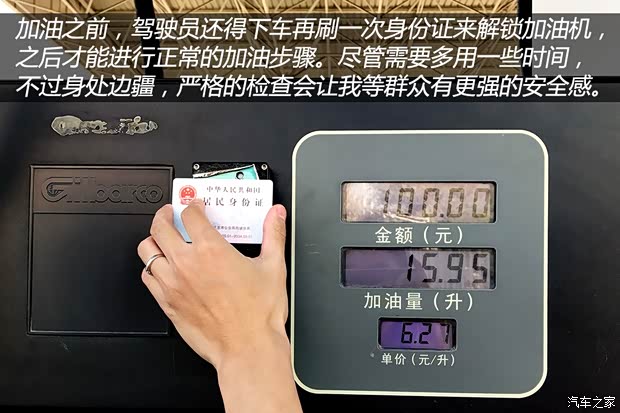 加油之前，驾驶员还得下车再刷一次身份证来解锁加油机，
之后才能进行正常的加油步骤。尽管需要多用一些时间，
不过身处边疆，严格的检查会让我等群众有更强的安全感。
Gilbarco
中华人民共和国
居民身份证
100.00
金额（元）
15.95
加油量（升）
6.27
单价（元/升）
汽车之家